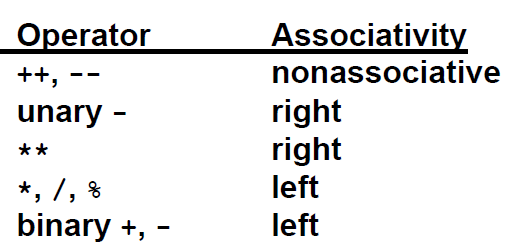 Operator Associativity
++, -- nonassociative
unary - right
** right
*, /, % left
binary +, - left